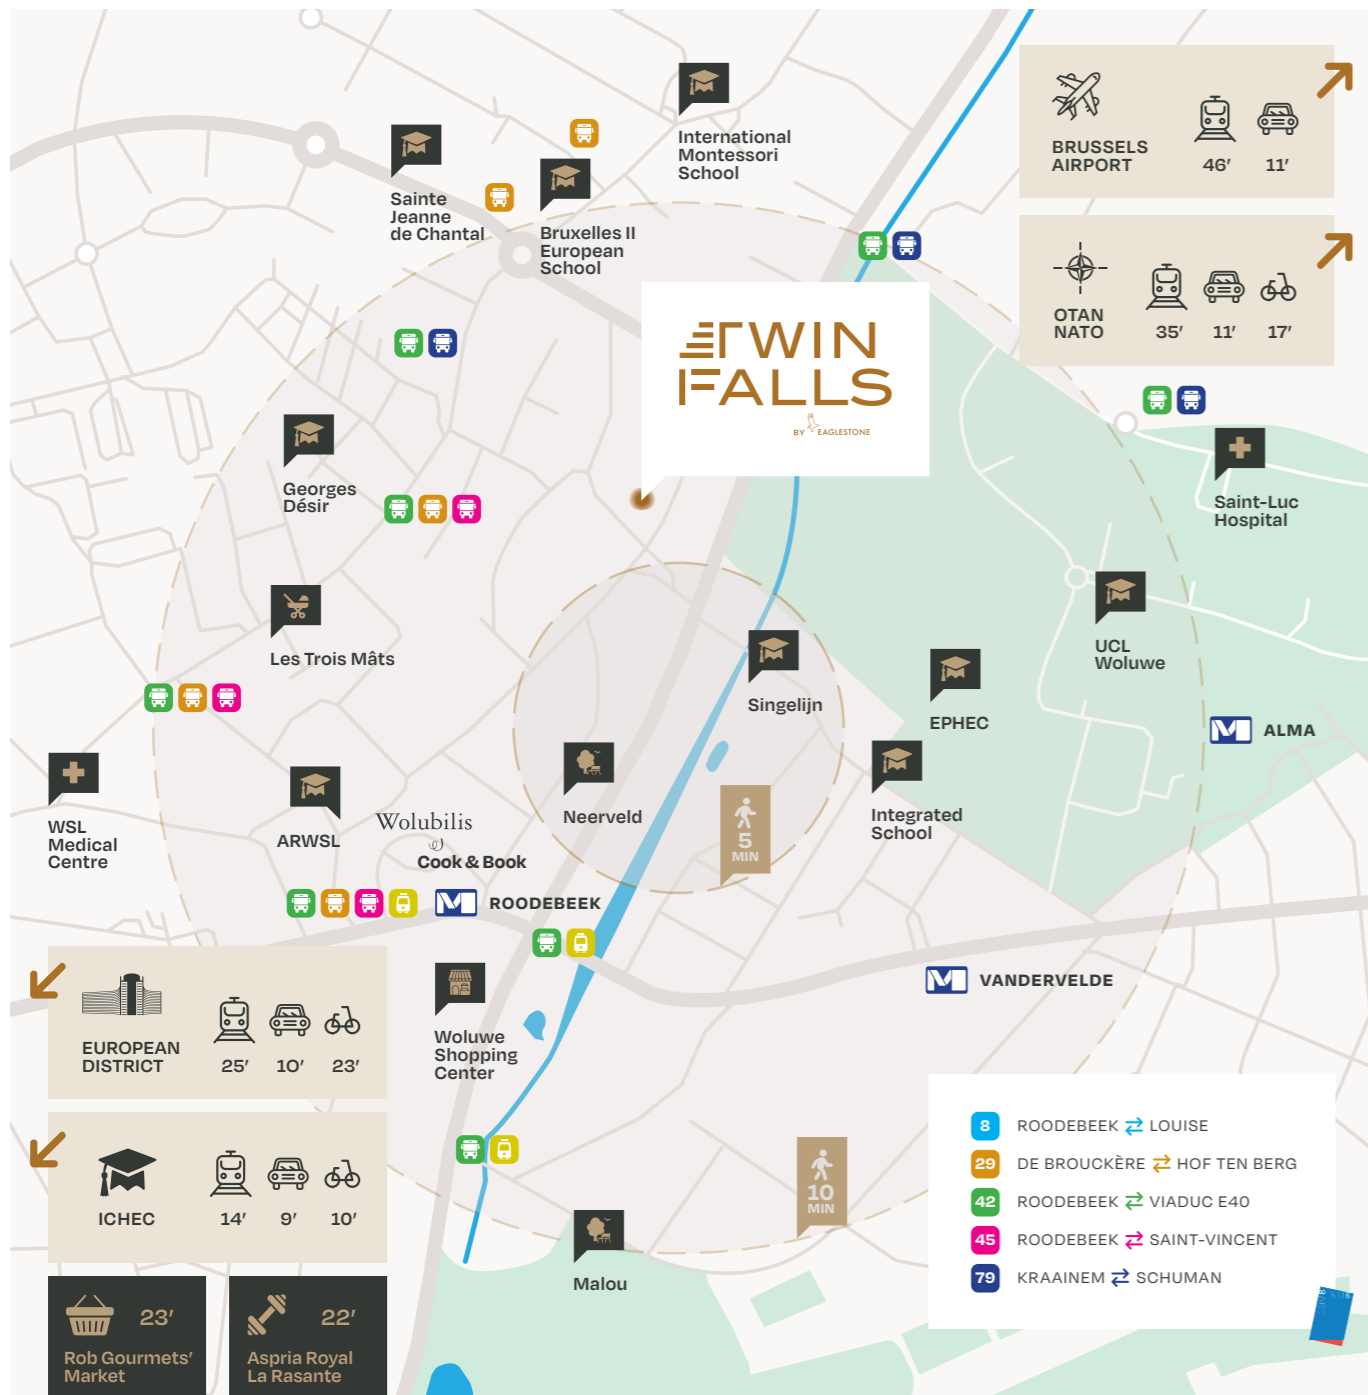 International
Montessori
School
Sainte
Jeanne
de Chantal
Bruxelles II
European
School
BRUSSELS
AIRPORT
46′
11′
OTAN
NATO
35′
11′
17′
TWIN
FALLS
BY EAGLESTONE
Georges
Désir
Saint-Luc
Hospital
Les Trois Mâts
UCL
Woluwe
Singelijn
EPHEC
ALMA
WSL
Medical
Centre
ARWSL
Wolubilis
Cook & Book
Neerveld
5
MIN
Integrated
School
ROODEBEEK
VANDERVELDE
EUROPEAN
DISTRICT
25′
10′
23′
Woluwe
Shopping
Center
ICHEC
14′
9′
10′
10
MIN
8 ROODEBEEK ⇄ LOUISE
29 DE BROUCKÈRE ⇄ HOF TEN BERG
42 ROODEBEEK ⇄ VIADUC E40
45 ROODEBEEK ⇄ SAINT-VINCENT
79 KRAAINEM ⇄ SCHUMAN
Malou
23′
Rob Gourmets’
Market
22′
Aspria Royal
La Rasante